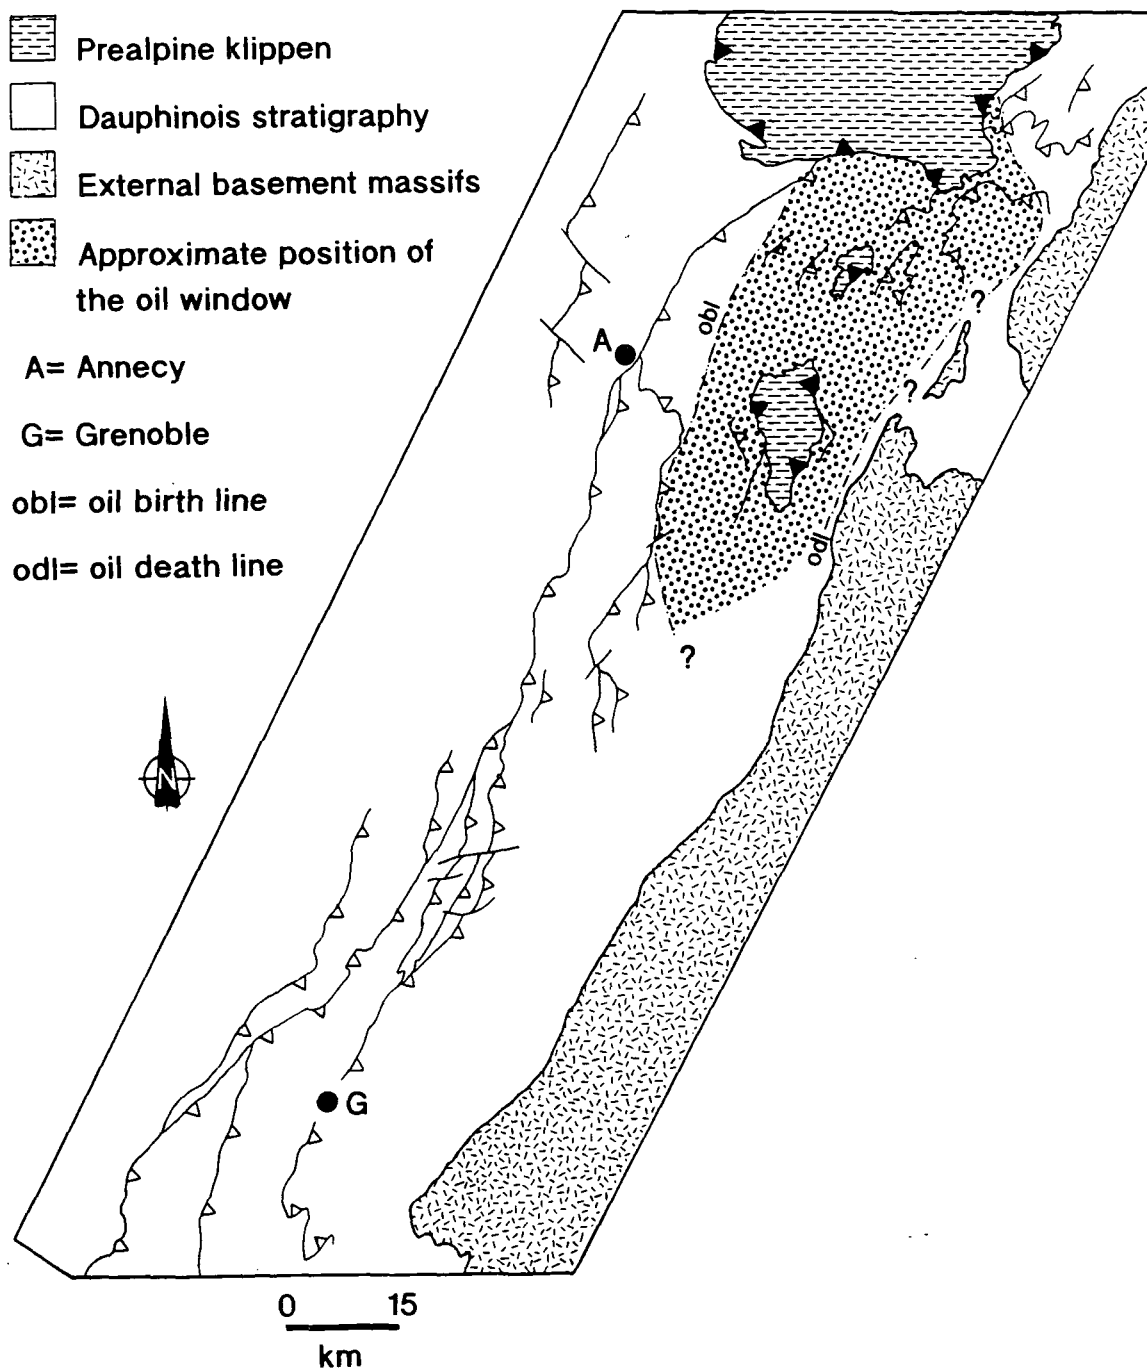 Prealpine klippen
Dauphinois stratigraphy
External basement massifs
Approximate position of
the oil window
A= Annecy
G= Grenoble
obl= oil birth line
odl= oil death line
obl
A
?
?
odl
?
N
G
0 15
km